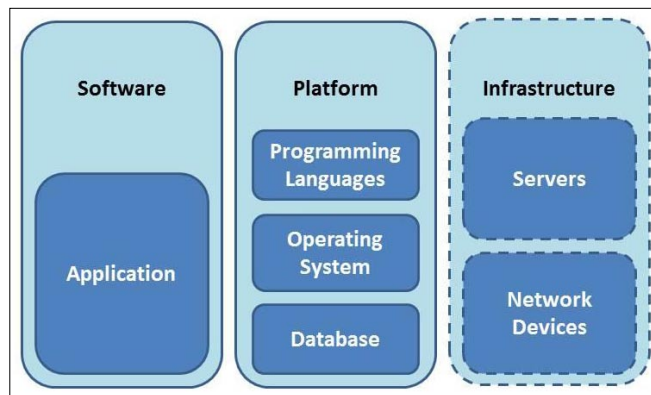 Software
Application
Platform
Programming
Languages
Operating
System
Database
Infrastructure
Servers
Network
Devices